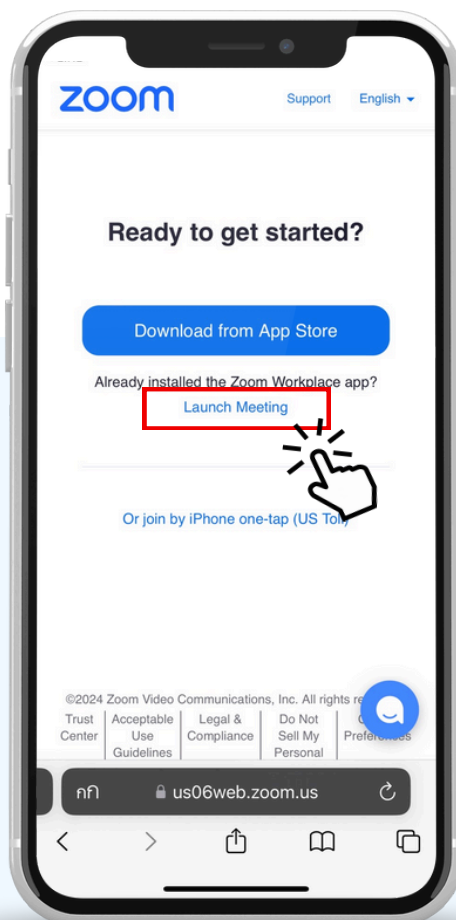 zoom
Support English
Ready to get started?
Download from App Store
Already installed the Zoom Workplace app?
Launch Meeting
Or join by iPhone one-tap (US Toll)
©2024 Zoom Video Communications, Inc. All rights
Trust Center
Acceptable Use Guidelines
Legal & Compliance
Do Not Sell My Personal
Preferences
กก us06web.zoom.us